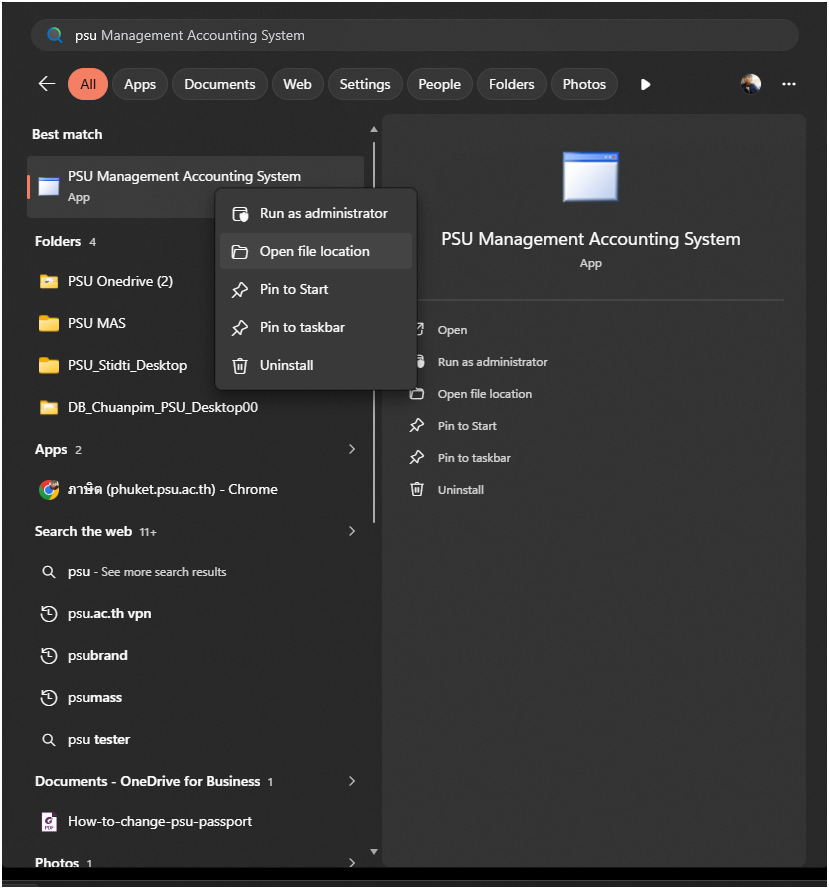 psu Management Accounting System
All
Apps
Documents
Web
Settings
People
Folders
Photos
Best match
PSU Management Accounting System
App
Run as administrator
Open file location
Pin to Start
Pin to taskbar
Uninstall
Folders 4
PSU Onedrive (2)
PSU MAS
PSU_Stidti_Desktop
DB_Chuanpim_PSU_Desktop00
Apps 2
ภาษิต (phuket.psu.ac.th) - Chrome
Search the web 11+
psu - See more search results
psu.ac.th vpn
psubrand
psumass
psu tester
Documents - OneDrive for Business 1
How-to-change-psu-passport
Photos 1
PSU Management Accounting System
App
Open
Run as administrator
Open file location
Pin to Start
Pin to taskbar
Uninstall